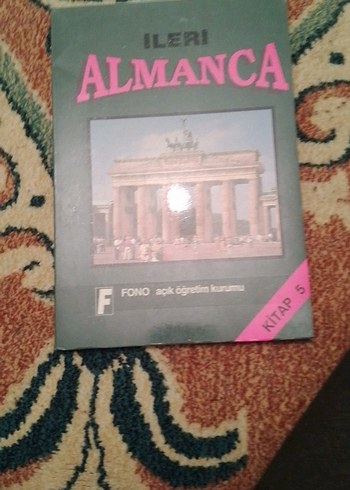 İLERİ
ALMANCA
F FONO açık öğretim kurumu
KİTAP 5